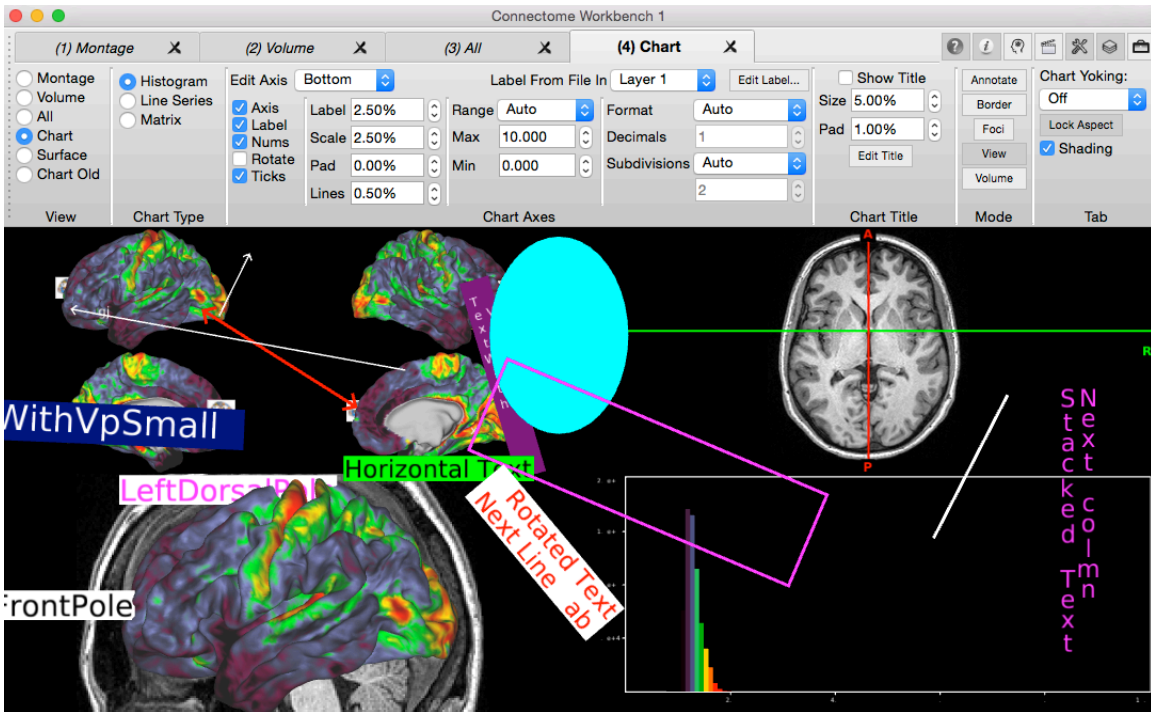 Connectome Workbench 1
(1) Montage
(2) Volume
(3) All
(4) Chart
Montage
Volume
All
Chart
Surface
Chart Old
View
Histogram
Line Series
Matrix
Chart Type
Edit Axis Bottom
Label From File In Layer 1 Edit Label...
Axis
Label
Nums
Rotate
Ticks
Label 2.50%
Scale 2.50%
Pad 0.00%
Lines 0.50%
Range Auto
Max 10.000
Min 0.000
Format Auto
Decimals 1
Subdivisions Auto
2
Chart Axes
Show Title
Size 5.00%
Pad 1.00%
Edit Title
Chart Title
Annotate
Border
Foci
View
Volume
Mode
Chart Yoking:
Off
Lock Aspect
Shading
Tab
A
R
P
gj
WithVpSmall
Horizontal Text
LeftDorsalPole
FrontPole
Rotated Text
Next Line ab
Stacked Text
Next colmn